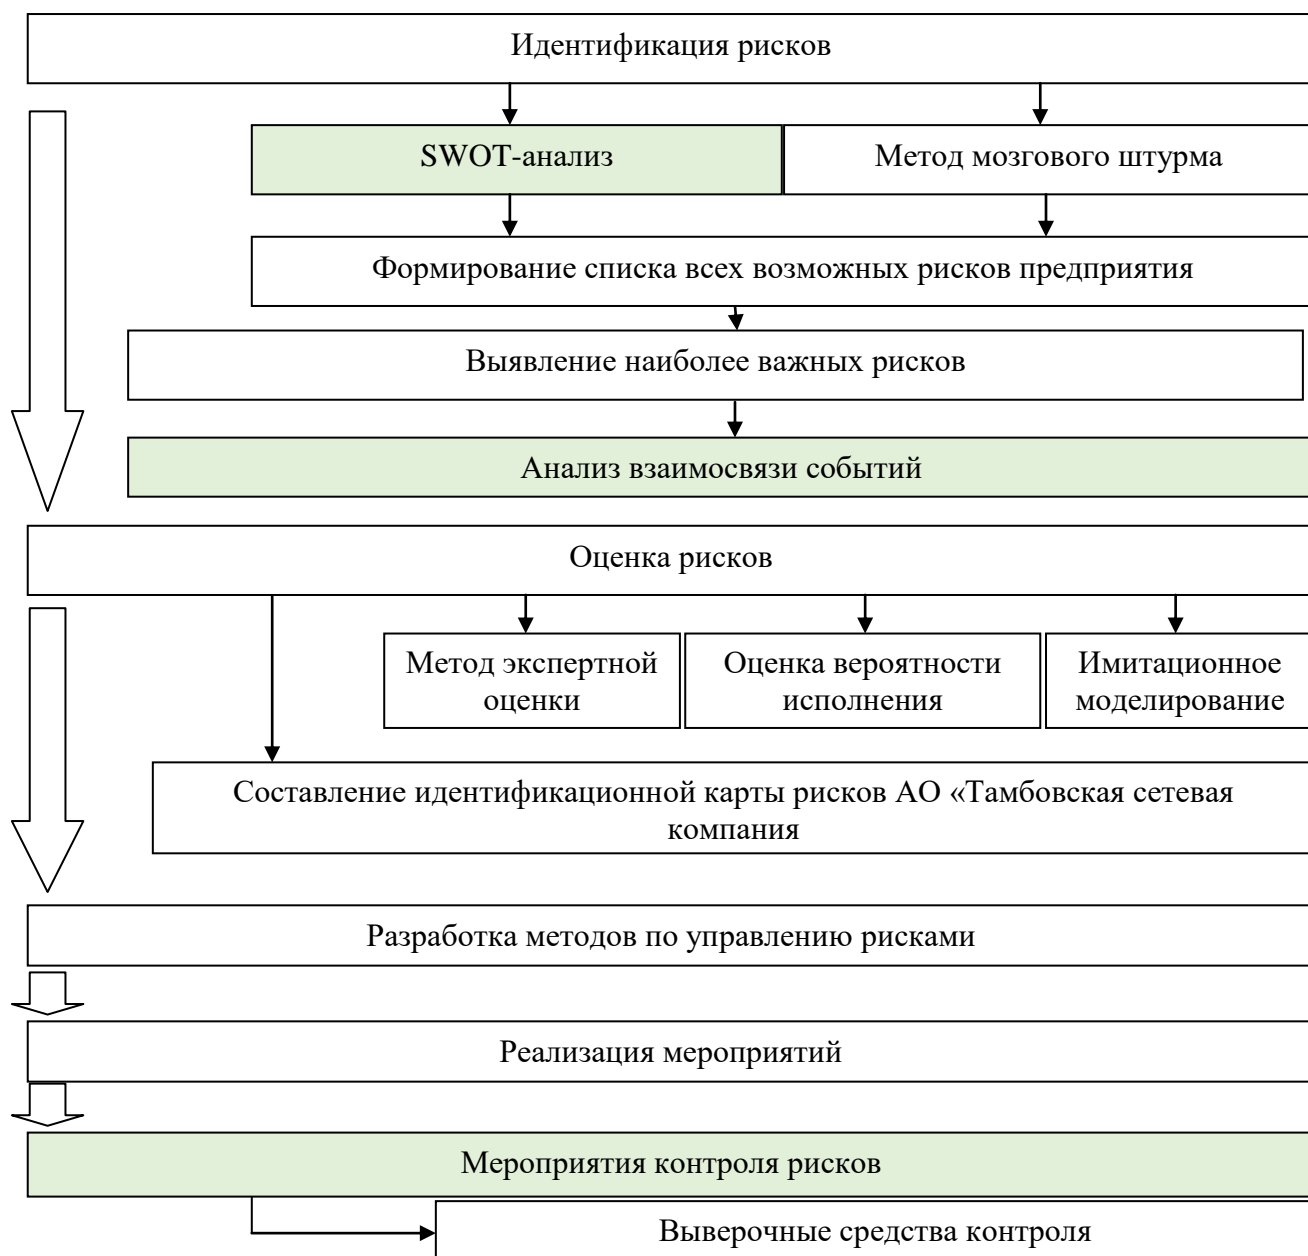 Идентификация рисков
SWOT-анализ
Метод мозгового штурма
Формирование списка всех возможных рисков предприятия
Выявление наиболее важных рисков
Анализ взаимосвязи событий
Оценка рисков
Метод экспертной
оценки
Оценка вероятности
исполнения
Имитационное
моделирование
Составление идентификационной карты рисков АО «Тамбовская сетевая
компания
Разработка методов по управлению рисками
Реализация мероприятий
Мероприятия контроля рисков
Выверочные средства контроля